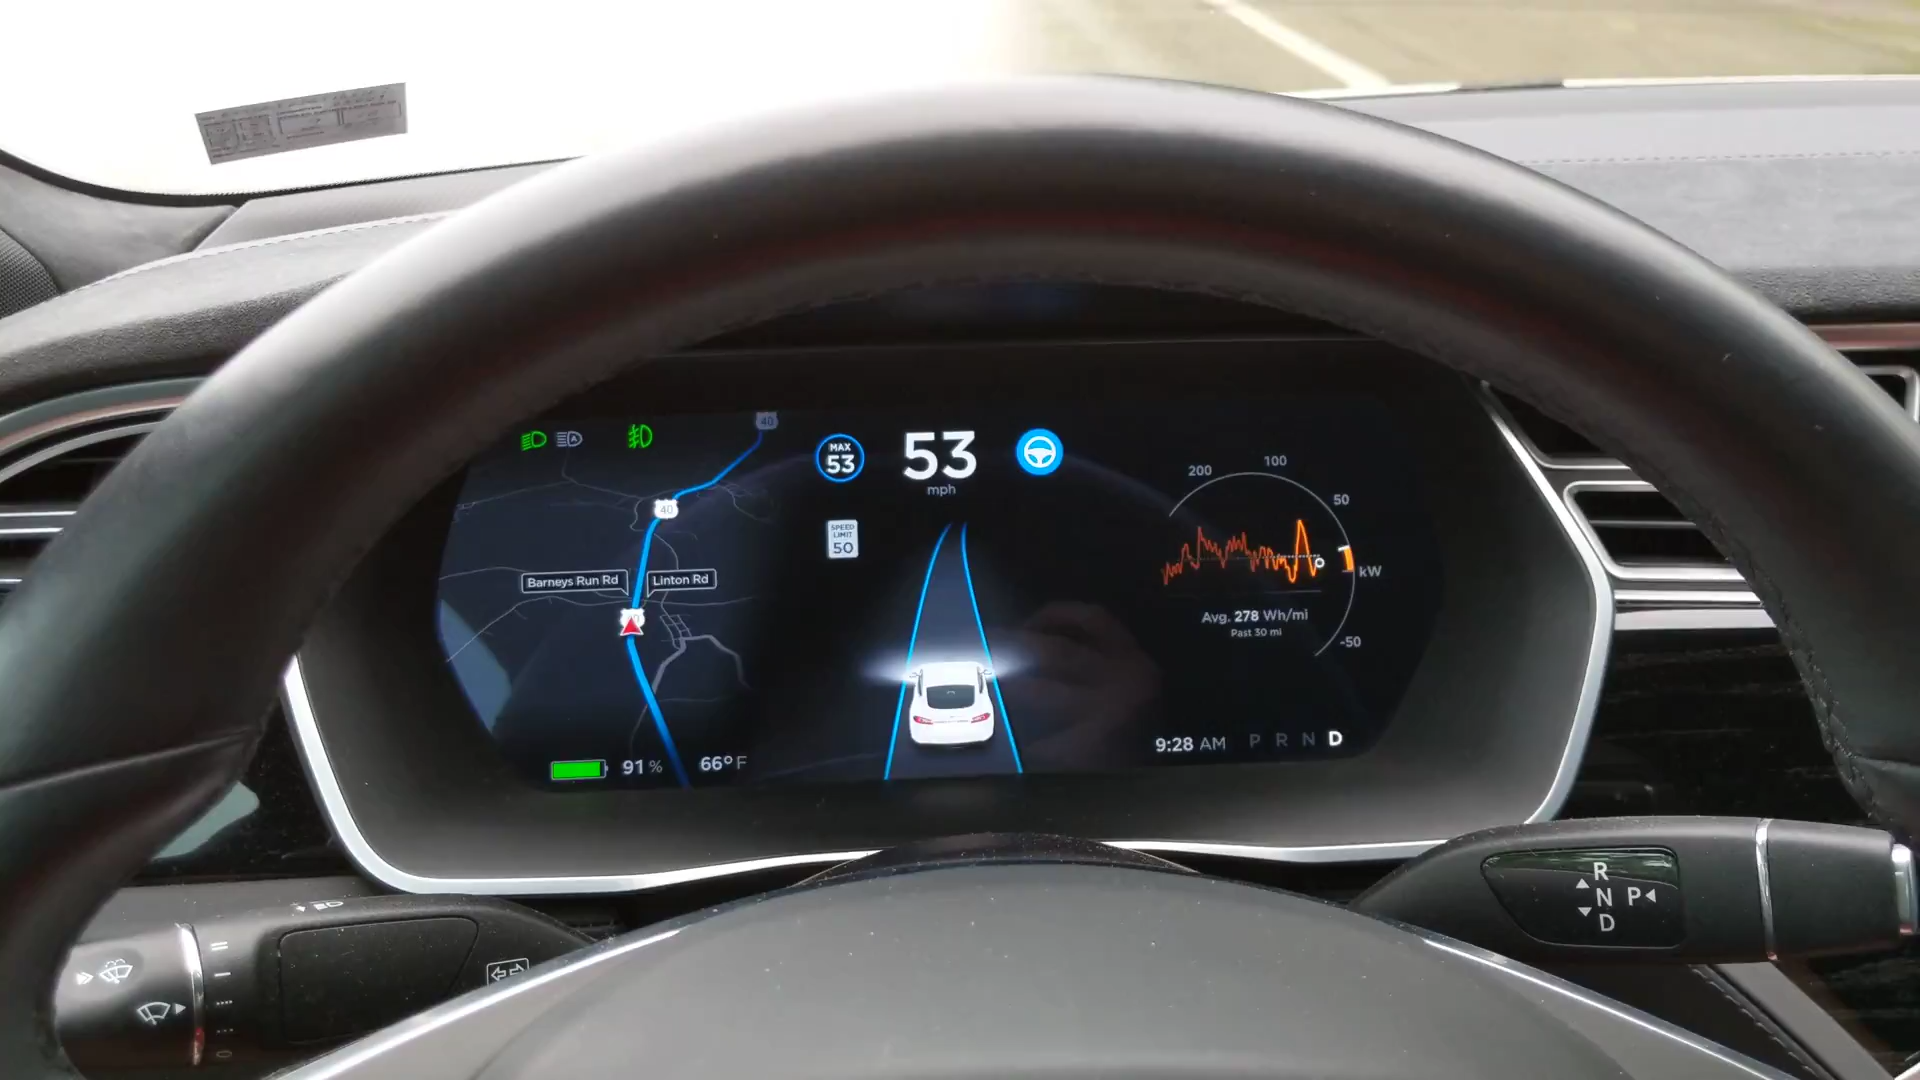 40
MAX
53
53
mph
40
SPEED
LIMIT
50
Barneys Run Rd
Linton Rd
200
100
50
kW
-50
Avg. 278 Wh/mi
Past 30 mi
91 %
66° F
9:28 AM
P R N D
R
N P
D